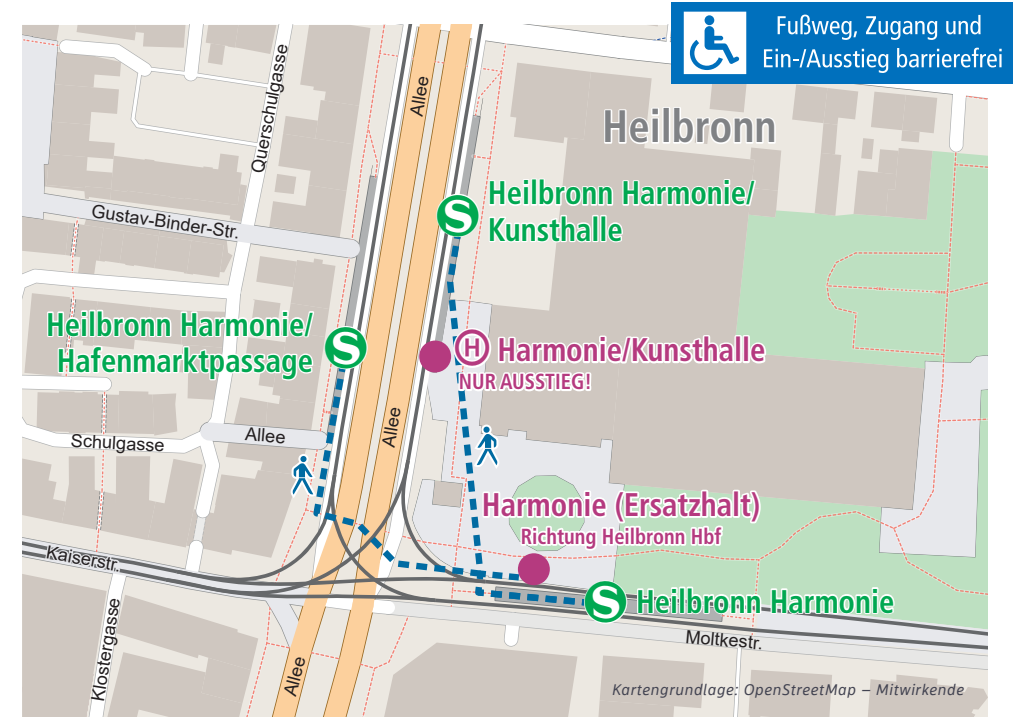 Fußweg, Zugang und
Ein-/Ausstieg barrierefrei
Heilbronn
Querschulgasse
Allee
Heilbronn Harmonie/
Kunsthalle
S
Gustav-Binder-Str.
Heilbronn Harmonie/
Hafenmarktpassage
S
H Harmonie/Kunsthalle
NUR AUSSTIEG!
Allee
Allee
Schulgasse
Harmonie (Ersatzhalt)
Richtung Heilbronn Hbf
Kaiserstr.
S Heilbronn Harmonie
Moltkestr.
Klostergasse
Allee
Kartengrundlage: OpenStreetMap – Mitwirkende